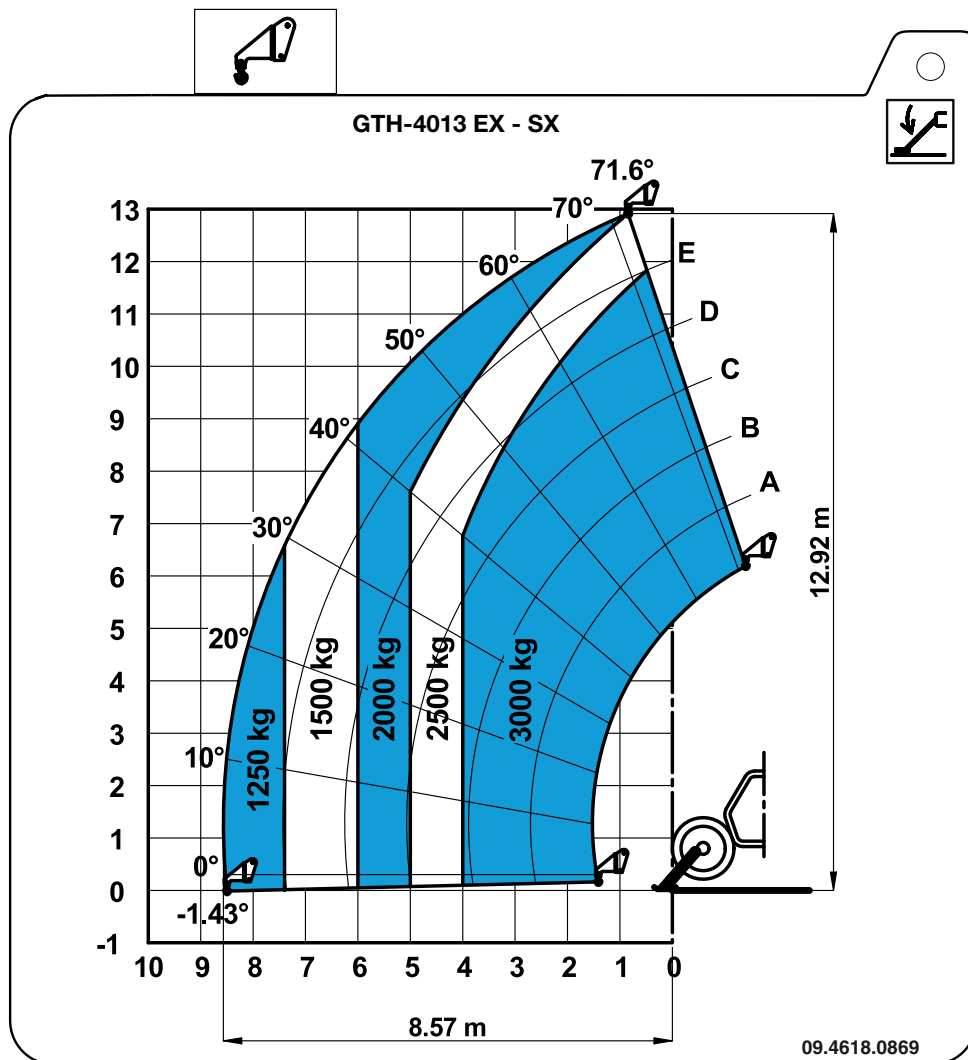 GTH-4013 EX - SX
71.6°
13
70°
E
12
60°
D
11
50°
10
C
9
40°
B
8
A
7
30°
12.92 m
6
5
20°
4
1250 kg
1500 kg
2000 kg
2500 kg
3000 kg
3
10°
2
1
0°
0
-1.43°
-1
10 9 8 7 6 5 4 3 2 1 0
8.57 m
09.4618.0869